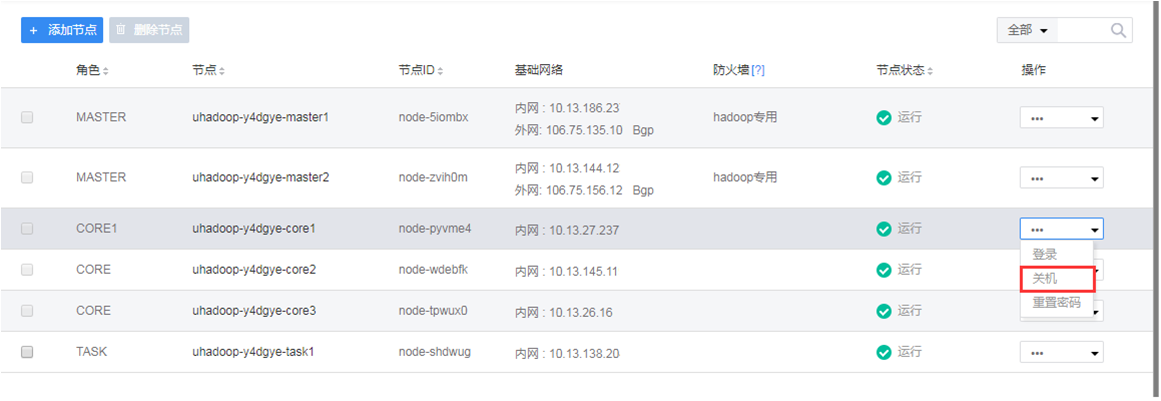 + 添加节点 删除节点 全部
角色 节点 节点ID 基础网络 防火墙[?] 节点状态 操作
MASTER uhadoop-y4dgye-master1 node-5iombx 内网 : 10.13.186.23 hadoop专用 运行 •••
外网: 106.75.135.10 Bgp
MASTER uhadoop-y4dgye-master2 node-zvih0m 内网 : 10.13.144.12 hadoop专用 运行 •••
外网: 106.75.156.12 Bgp
CORE1 uhadoop-y4dgye-core1 node-pyvme4 内网 : 10.13.27.237 运行 •••
登录
CORE uhadoop-y4dgye-core2 node-wdebfk 内网 : 10.13.145.11 运行
关机
重置密码
CORE uhadoop-y4dgye-core3 node-tpwux0 内网 : 10.13.26.16 运行
TASK uhadoop-y4dgye-task1 node-shdwug 内网 : 10.13.138.20 运行 •••